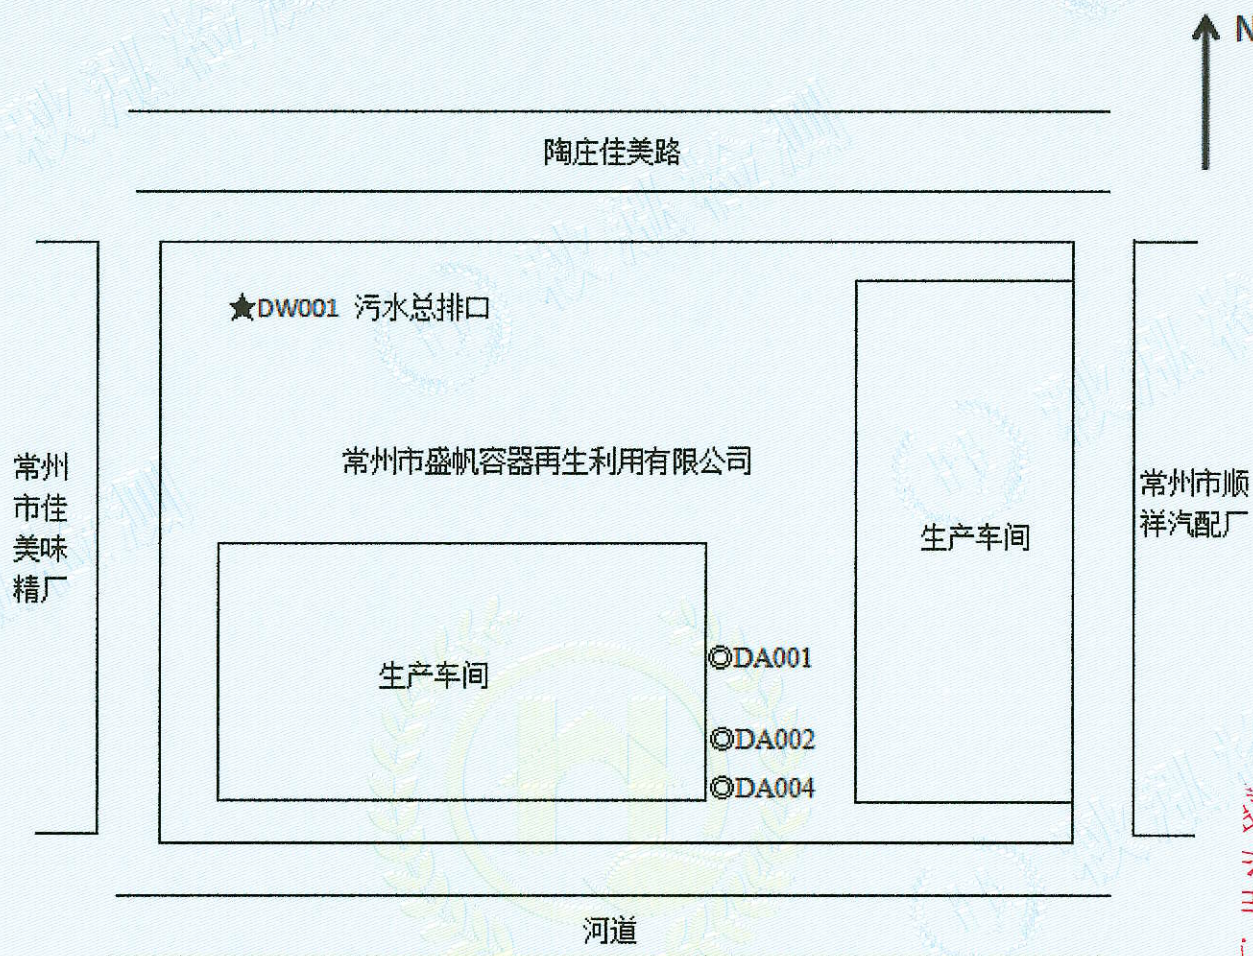 N
陶庄佳美路
★DW001 污水总排口
常州市盛帆容器再生利用有限公司
常州
市佳
美味
精厂
常州市顺
祥汽配厂
生产车间
生产车间
◎DA001
◎DA002
◎DA004
河道